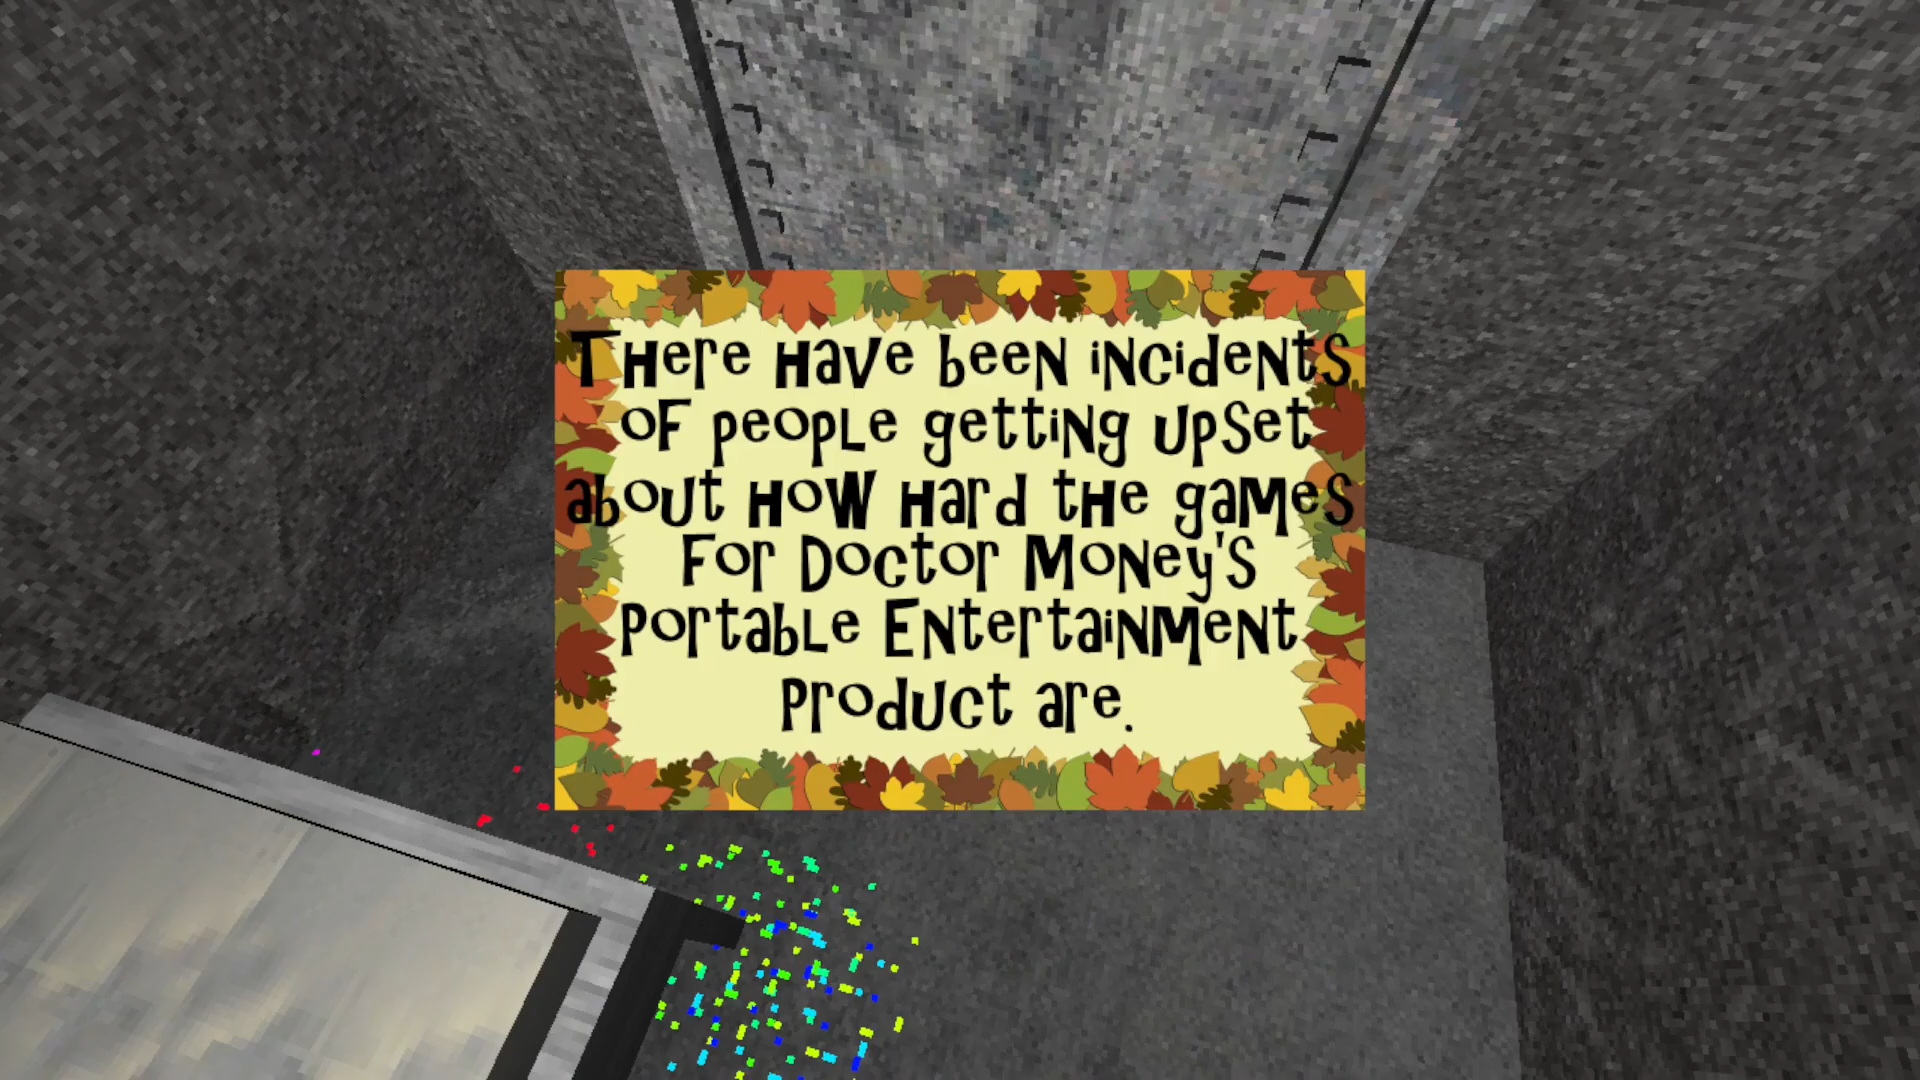 There have been incidents
of people getting upset
about how hard the games
for Doctor Money's
Portable Entertainment
Product are.